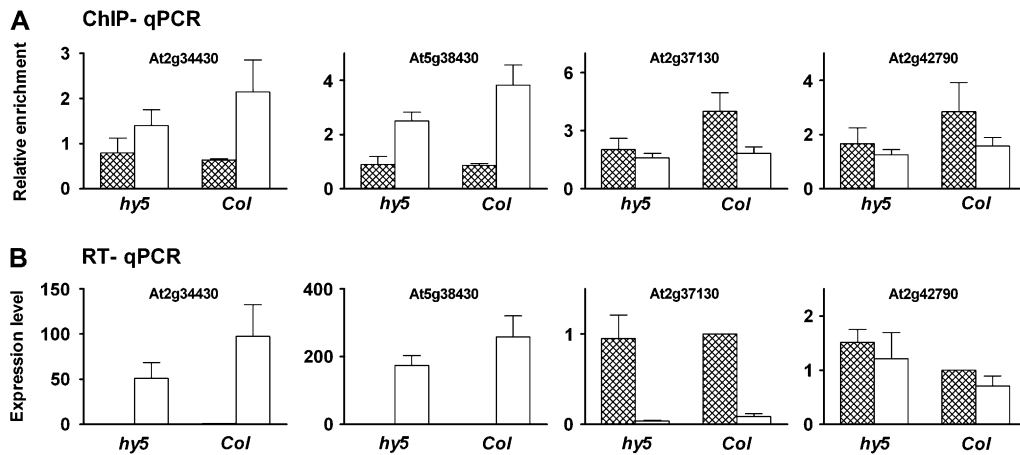 A ChIP- qPCR
Relative enrichment
At2g34430
3
2
1
0
hy5 Col
At5g38430
4
2
0
hy5 Col
At2g37130
6
3
0
hy5 Col
At2g42790
4
2
0
hy5 Col
B RT- qPCR
Expression level
At2g34430
150
100
50
0
hy5 Col
At5g38430
400
200
0
hy5 Col
At2g37130
1
0
hy5 Col
At2g42790
2
1
0
hy5 Col